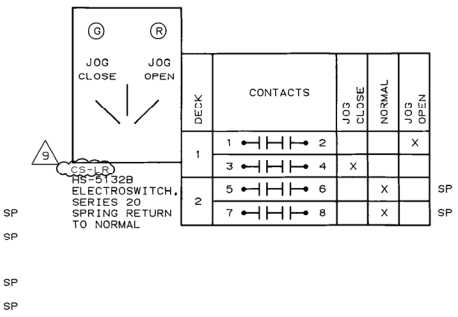 G R
JOG CLOSE JOG OPEN
DECK CONTACTS JOG CLOSE NORMAL JOG OPEN
1 1 2 X
3 4 X
2 5 6 X SP
7 8 X SP
9
CS-LR
HS-5132B
ELECTROSWITCH,
SERIES 20
SPRING RETURN
TO NORMAL
SP
SP
SP
SP